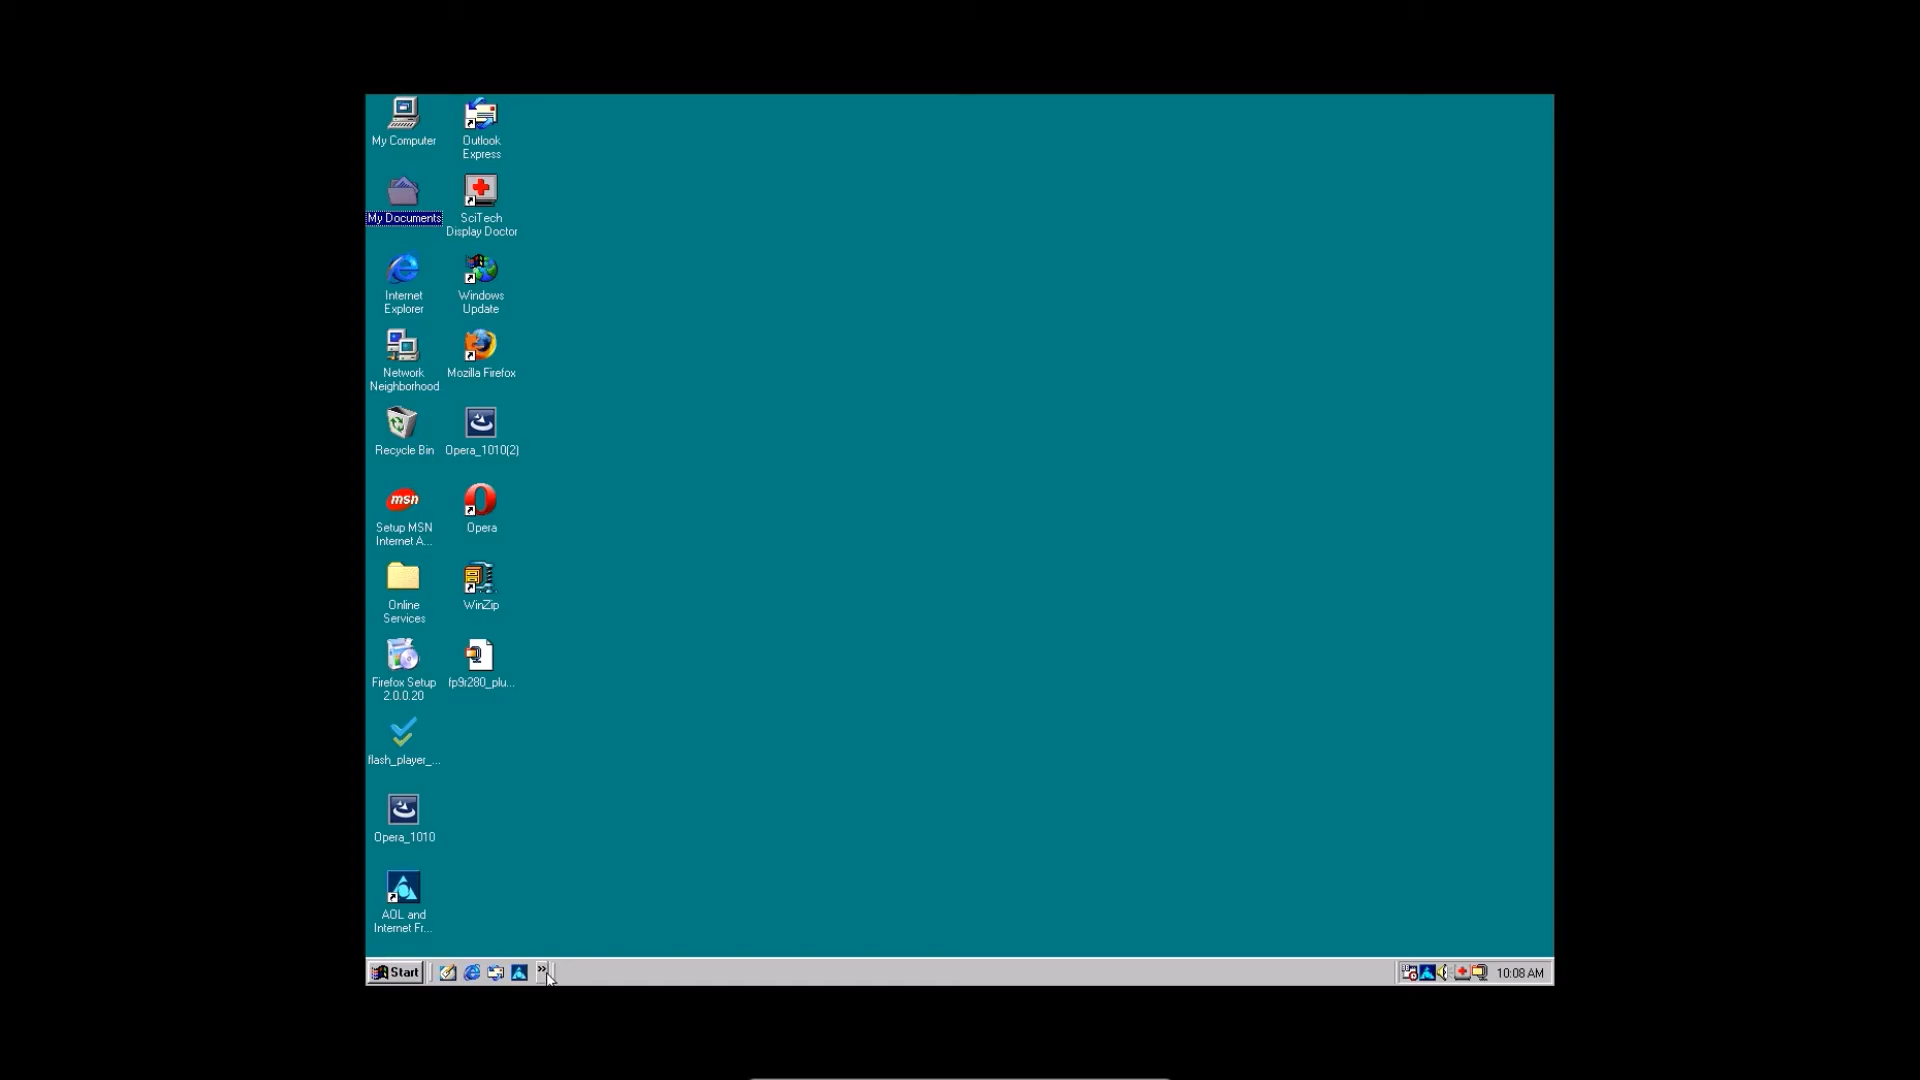 My Computer
Outlook
Express
My Documents
SciTech
Display Doctor
Internet
Explorer
Windows
Update
Network
Neighborhood
Mozilla Firefox
Recycle Bin
Opera_1010(2)
msn
Setup MSN
Internet A...
Opera
Online
Services
WinZip
Firefox Setup
2.0.0.20
fp9r280_plu...
flash_player_...
Opera_1010
AOL and
Internet Fr...
Start
»
10:08 AM